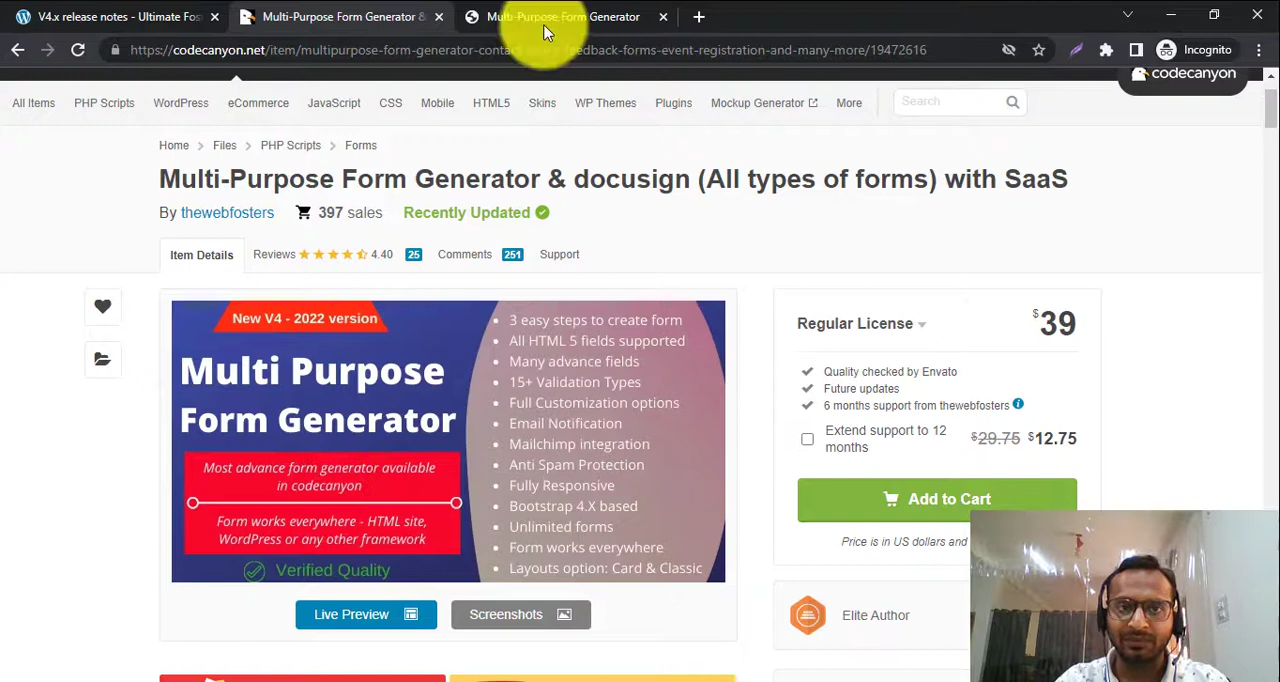 V4.x release notes - Ultimate Fos
Multi-Purpose Form Generator &
Multi-Purpose Form Generator
https://codecanyon.net/item/multipurpose-form-generator-contact-feedback-forms-event-registration-and-many-more/19472616
Incognito
codecanyon
All Items PHP Scripts WordPress eCommerce JavaScript CSS Mobile HTML5 Skins WP Themes Plugins Mockup Generator More Search
Home Files PHP Scripts Forms
Multi-Purpose Form Generator & docusign (All types of forms) with SaaS
By thewebfosters 397 sales Recently Updated
Item Details Reviews 4.40 25 Comments 251 Support
New V4 - 2022 version
Multi Purpose
Form Generator
Most advance form generator available
in codecanyon
Form works everywhere - HTML site,
WordPress or any other framework
Verified Quality
• 3 easy steps to create form
• All HTML 5 fields supported
• Many advance fields
• 15+ Validation Types
• Full Customization options
• Email Notification
• Mailchimp integration
• Anti Spam Protection
• Fully Responsive
• Bootstrap 4.X based
• Unlimited forms
• Form works everywhere
• Layouts option: Card & Classic
Live Preview Screenshots
Regular License $39
Quality checked by Envato
Future updates
6 months support from thewebfosters
Extend support to 12 $29.75 $12.75
months
Add to Cart
Price is in US dollars and
Elite Author